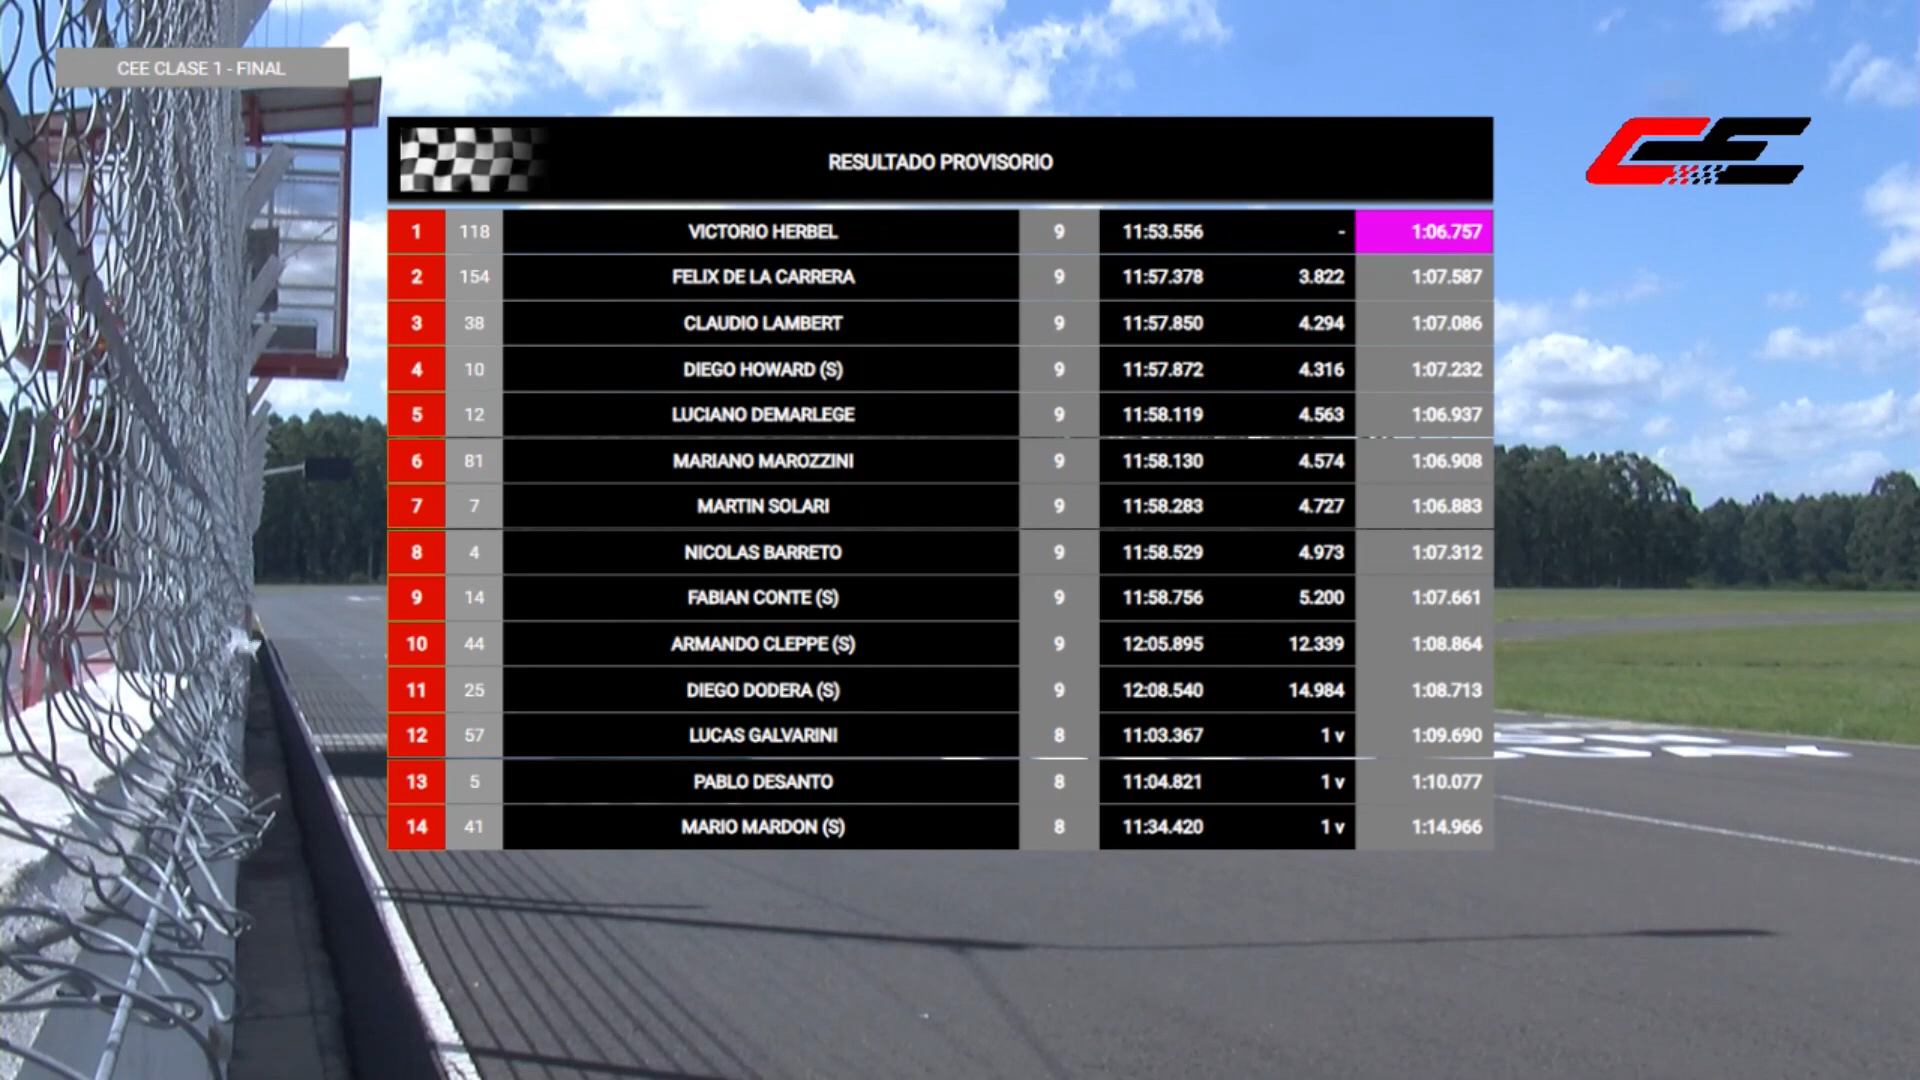 CEE CLASE 1 - FINAL
RESULTADO PROVISORIO
1 118 VICTORIO HERBEL 9 11:53.556 - 1:06.757
2 154 FELIX DE LA CARRERA 9 11:57.378 3.822 1:07.587
3 38 CLAUDIO LAMBERT 9 11:57.850 4.294 1:07.086
4 10 DIEGO HOWARD (S) 9 11:57.872 4.316 1:07.232
5 12 LUCIANO DEMARLEGE 9 11:58.119 4.563 1:06.937
6 81 MARIANO MAROZZINI 9 11:58.130 4.574 1:06.908
7 7 MARTIN SOLARI 9 11:58.283 4.727 1:06.883
8 4 NICOLAS BARRETO 9 11:58.529 4.973 1:07.312
9 14 FABIAN CONTE (S) 9 11:58.756 5.200 1:07.661
10 44 ARMANDO CLEPPE (S) 9 12:05.895 12.339 1:08.864
11 25 DIEGO DODERA (S) 9 12:08.540 14.984 1:08.713
12 57 LUCAS GALVARINI 8 11:03.367 1 v 1:09.690
13 5 PABLO DESANTO 8 11:04.821 1 v 1:10.077
14 41 MARIO MARDON (S) 8 11:34.420 1 v 1:14.966